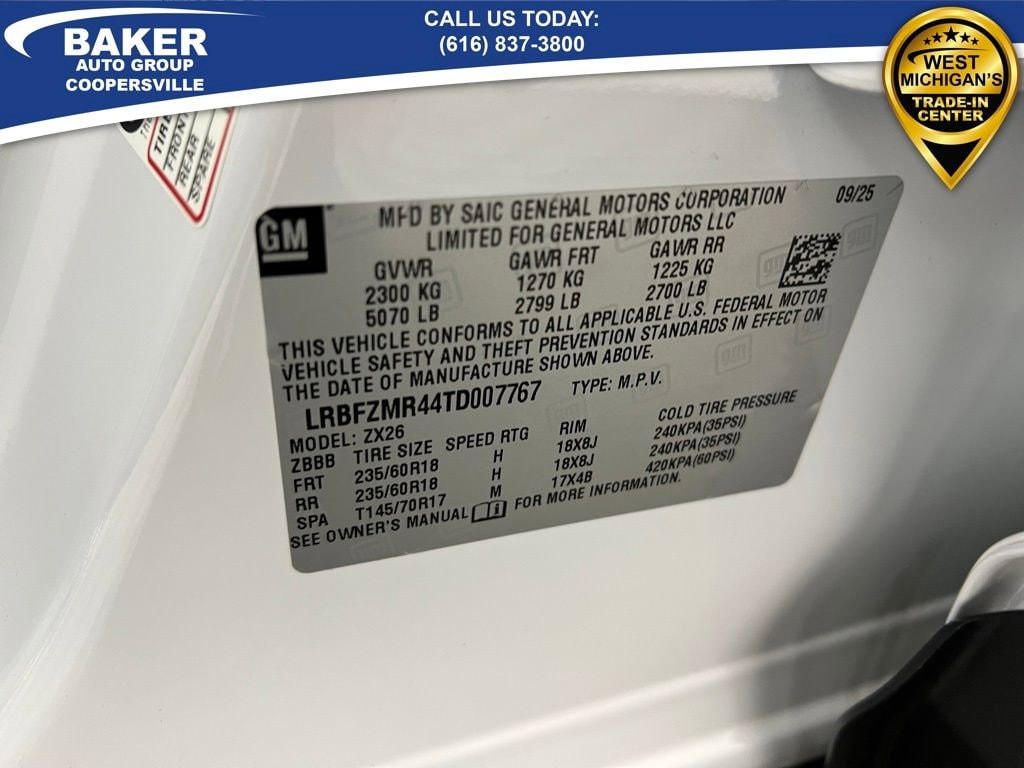 BAKER
AUTO GROUP
COOPERSVILLE
CALL US TODAY:
(616) 837-3800
WEST
MICHIGAN'S
TRADE-IN
CENTER
TIRE
FRONT
REAR
SPARE
GM
MFD BY SAIC GENERAL MOTORS CORPORATION 09/25
LIMITED FOR GENERAL MOTORS LLC
GVWR GAWR FRT GAWR RR
2300 KG 1270 KG 1225 KG
5070 LB 2799 LB 2700 LB
THIS VEHICLE CONFORMS TO ALL APPLICABLE U.S. FEDERAL MOTOR
VEHICLE SAFETY AND THEFT PREVENTION STANDARDS IN EFFECT ON
THE DATE OF MANUFACTURE SHOWN ABOVE.
LRBFZMR44TD007767 TYPE: M.P.V.
MODEL: ZX26
ZBBB TIRE SIZE SPEED RTG RIM COLD TIRE PRESSURE
FRT 235/60R18 H 18X8J 240KPA(35PSI)
RR 235/60R18 H 18X8J 240KPA(35PSI)
SPA T145/70R17 M 17X4B 420KPA(60PSI)
SEE OWNER'S MANUAL FOR MORE INFORMATION.